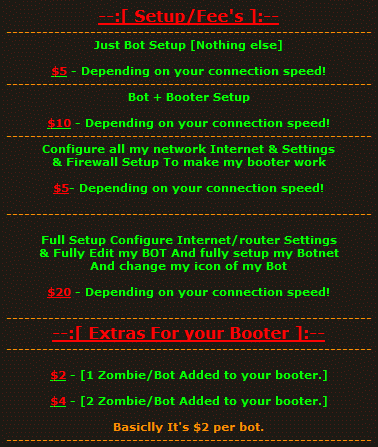 --:[ Setup/Fee's ]:--
Just Bot Setup [Nothing else]
$5 - Depending on your connection speed!
Bot + Booter Setup
$10 - Depending on your connection speed!
Configure all my network Internet & Settings
& Firewall Setup To make my booter work
$5- Depending on your connection speed!
Full Setup Configure Internet/router Settings
& Fully Edit my BOT And fully setup my Botnet
And change my icon of my Bot
$20 - Depending on your connection speed!
--:[ Extras For your Booter ]:--
$2 - [1 Zombie/Bot Added to your booter.]
$4 - [2 Zombie/Bot Added to your booter.]
Basiclly It's $2 per bot.